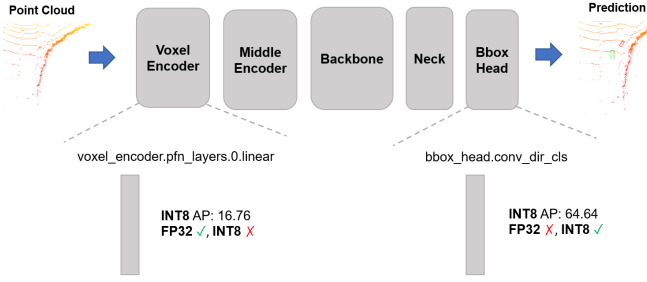 Point Cloud
Prediction
Voxel
Encoder
Middle
Encoder
Backbone
Neck
Bbox
Head
voxel_encoder.pfn_layers.0.linear
bbox_head.conv_dir_cls
INT8 AP: 16.76
FP32 ✓, INT8 ✗
INT8 AP: 64.64
FP32 ✗, INT8 ✓